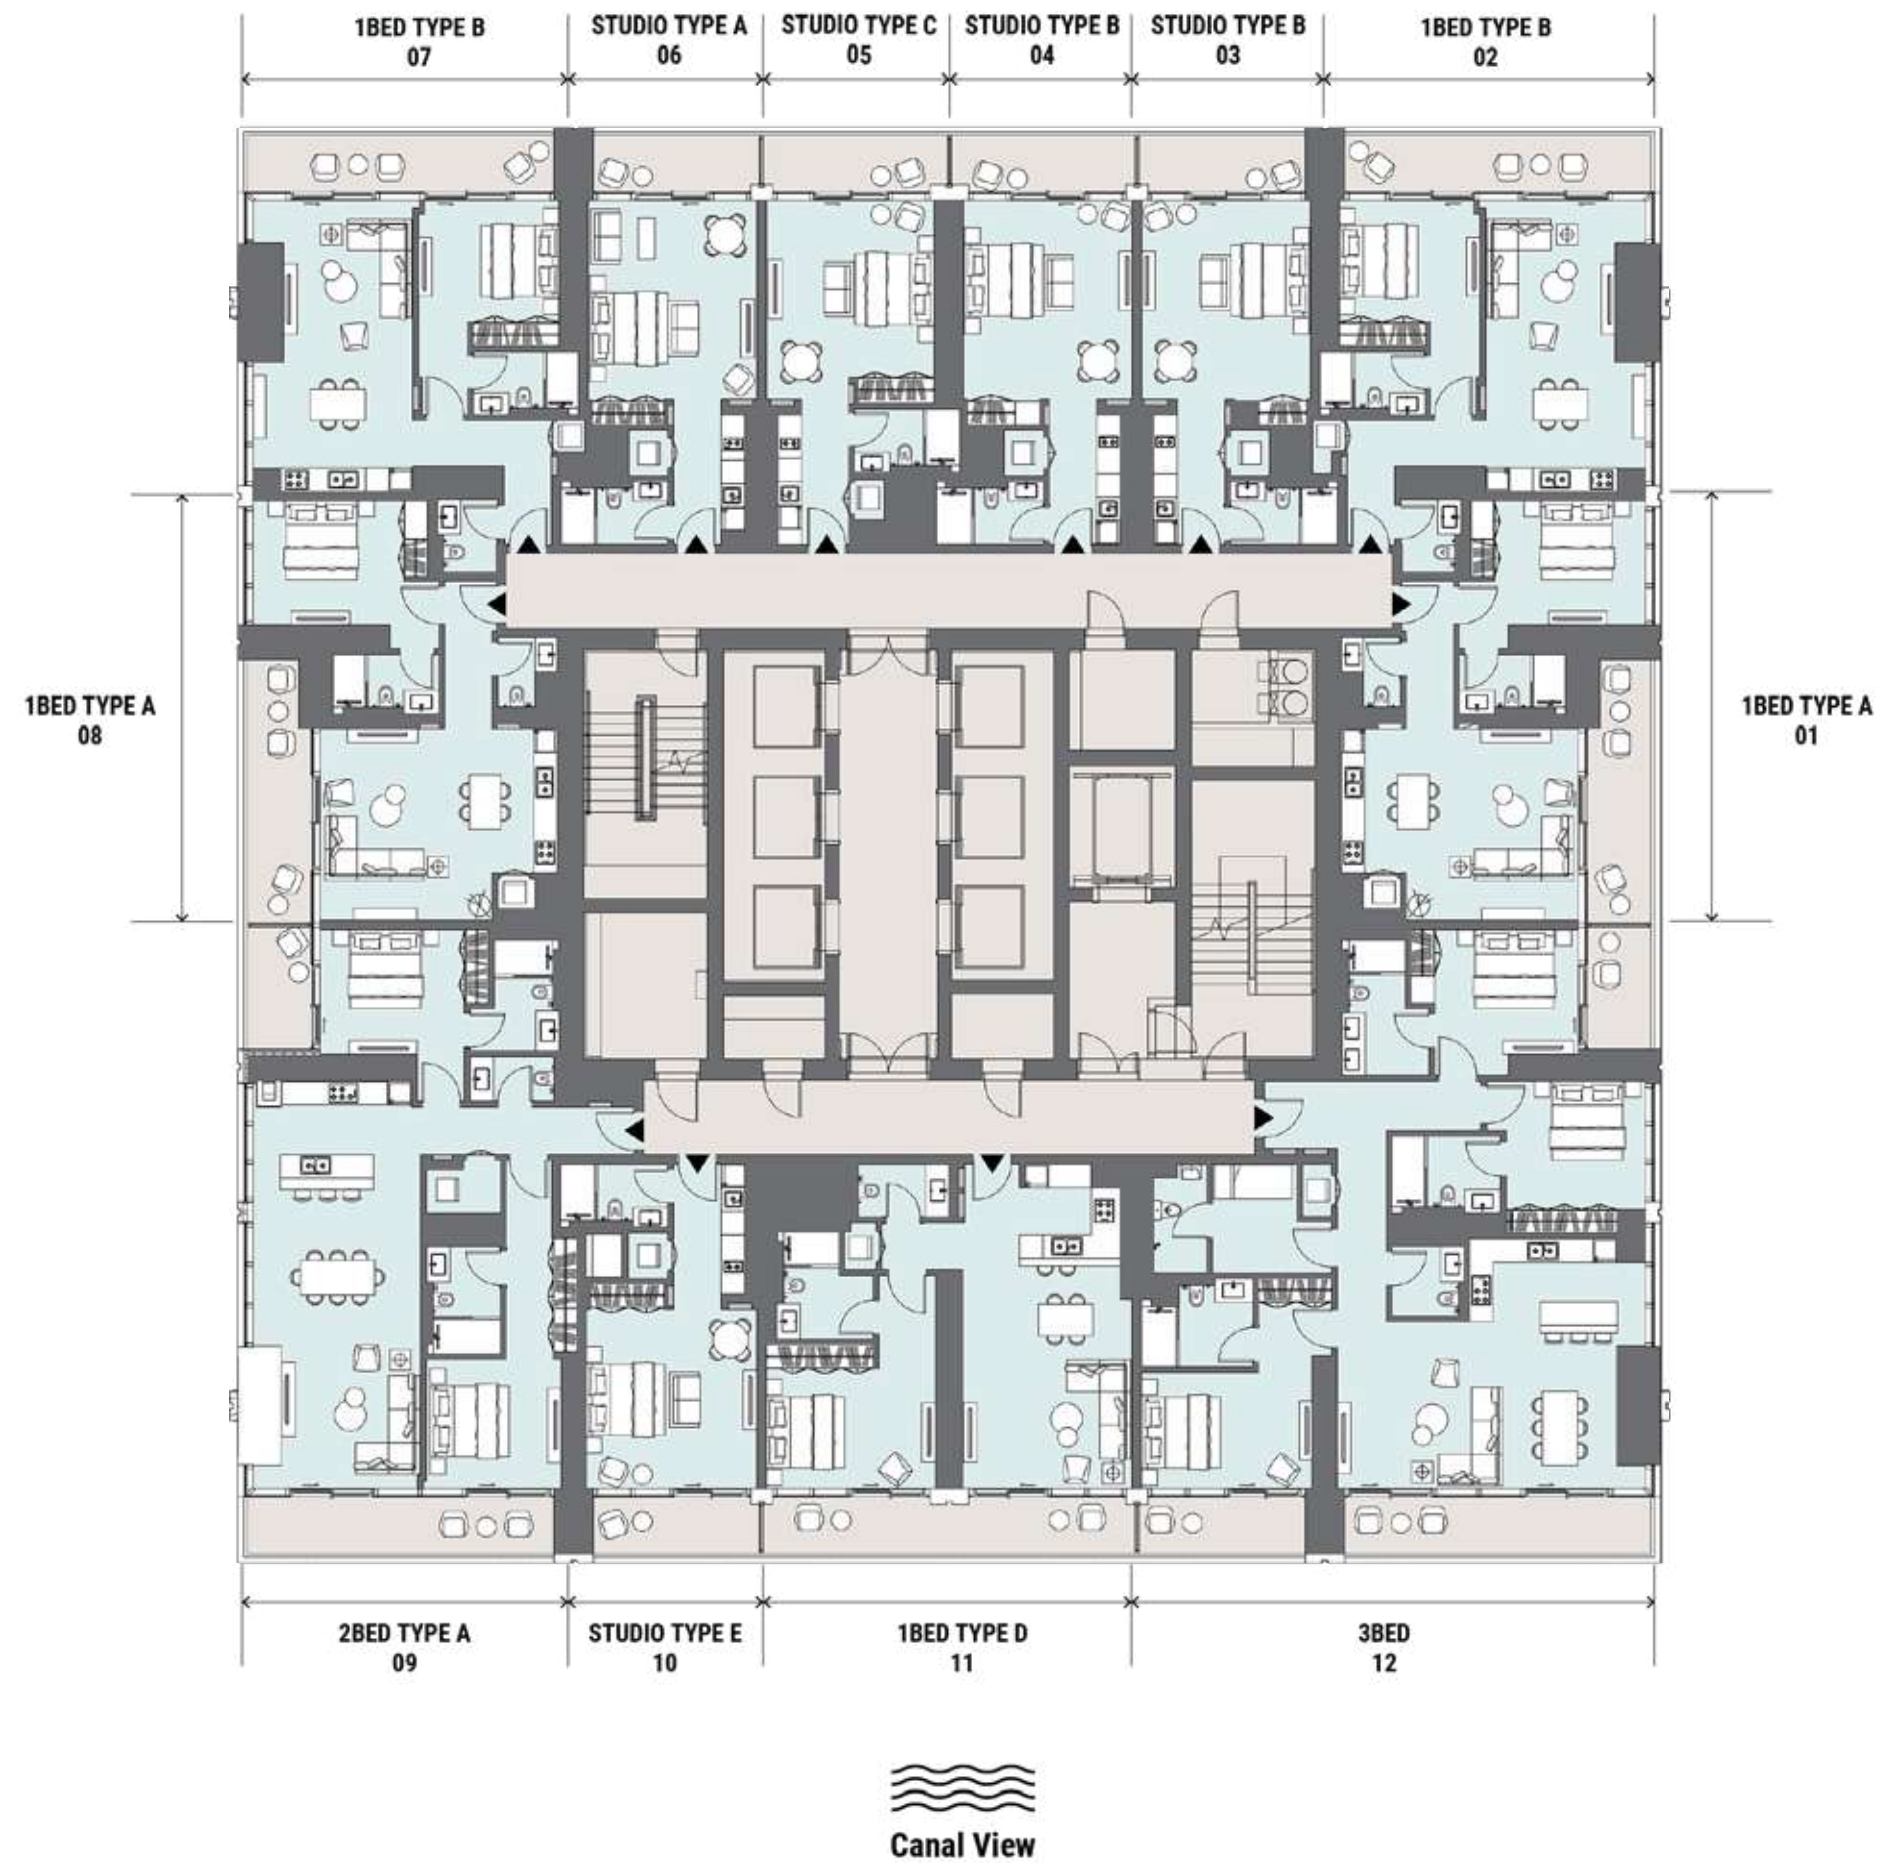 1BED TYPE B
07
STUDIO TYPE A
06
STUDIO TYPE C
05
STUDIO TYPE B
04
STUDIO TYPE B
03
1BED TYPE B
02
1BED TYPE A
08
1BED TYPE A
01
2BED TYPE A
09
STUDIO TYPE E
10
1BED TYPE D
11
3BED
12
Canal View